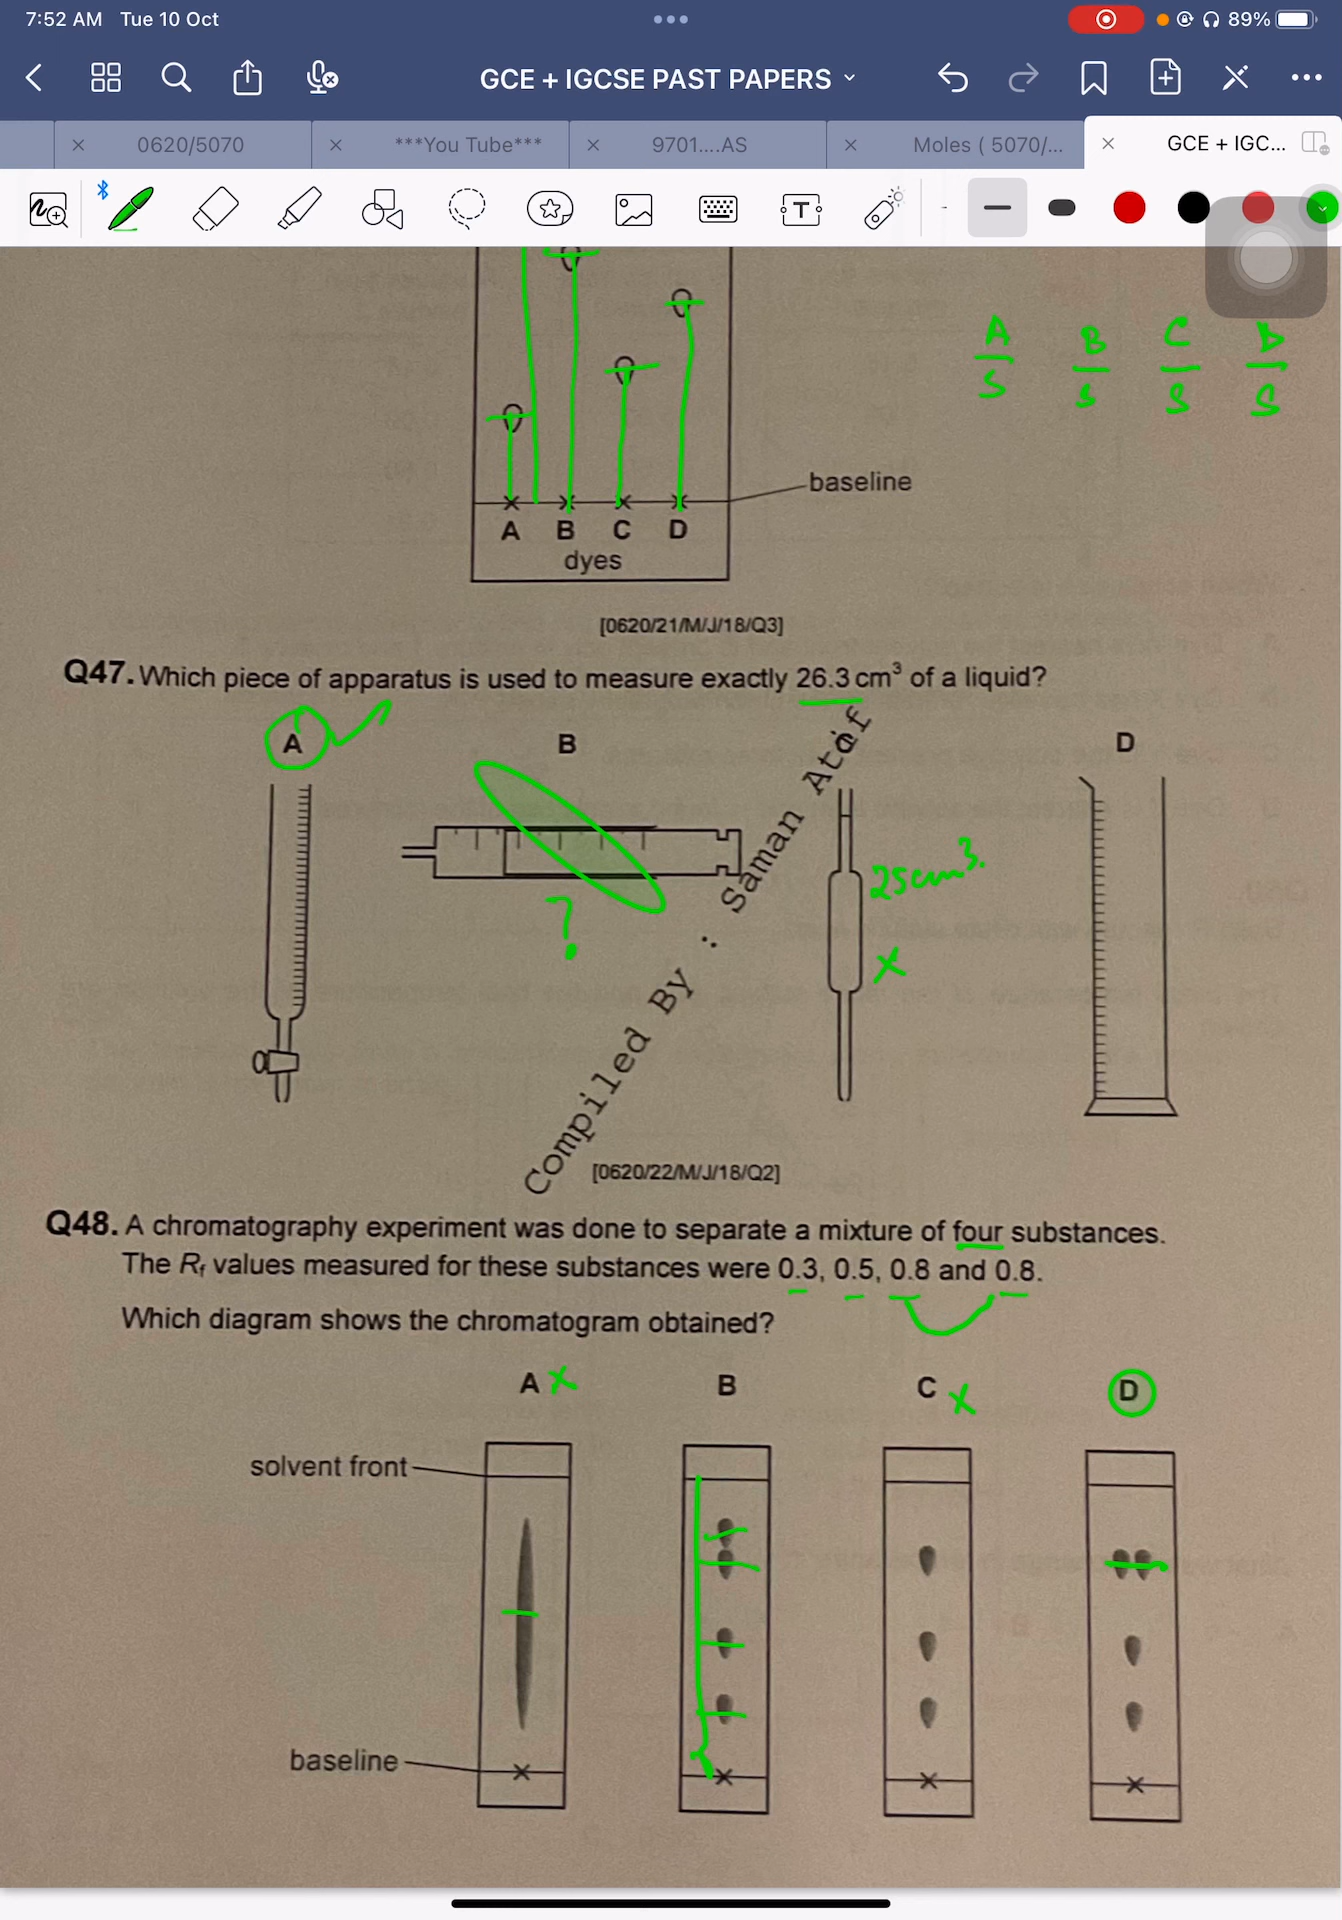 7:52 AM Tue 10 Oct
89%
GCE + IGCSE PAST PAPERS
0620/5070
***You Tube***
9701....AS
Moles ( 5070/...
GCE + IGC...
A B C D
S S S S
baseline
A B C D
dyes
[0620/21/M/J/18/Q3]
Q47. Which piece of apparatus is used to measure exactly 26.3 cm³ of a liquid?
A B D
25cm³.
?
Compiled By : Saman Ataf
[0620/22/M/J/18/Q2]
Q48. A chromatography experiment was done to separate a mixture of four substances.
The Rf values measured for these substances were 0.3, 0.5, 0.8 and 0.8.
Which diagram shows the chromatogram obtained?
A B C D
solvent front
baseline